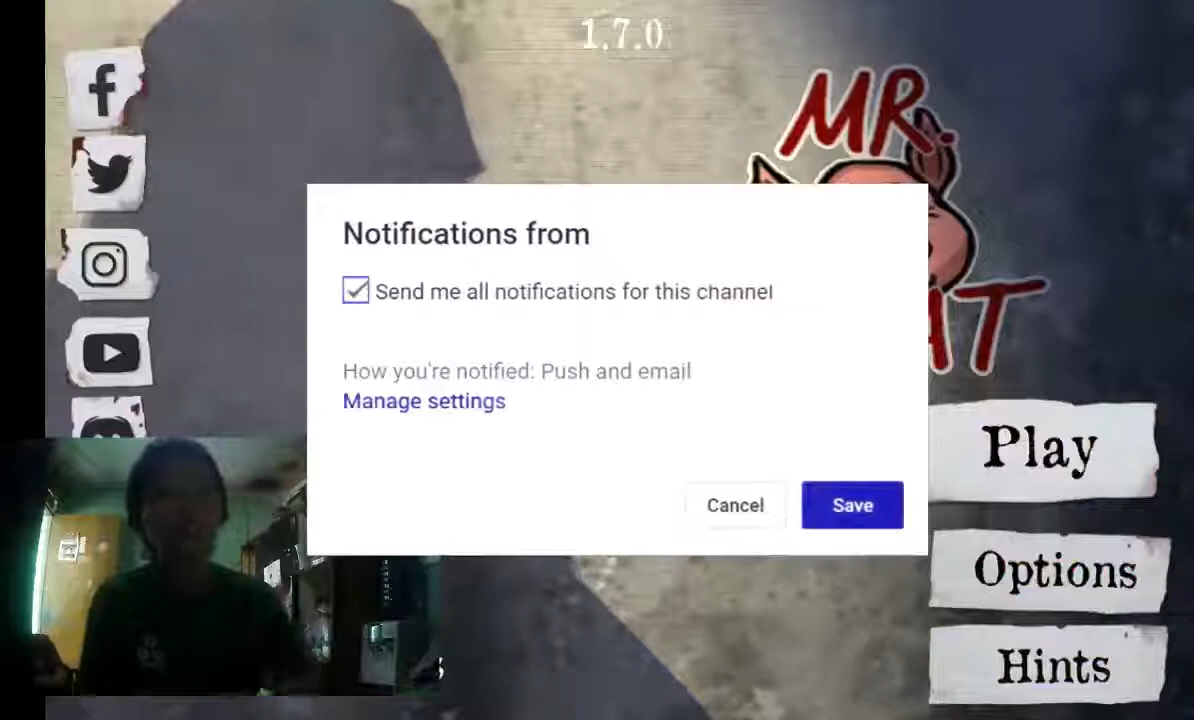 1.7.0
MR.
Notifications from
Send me all notifications for this channel
How you're notified: Push and email
Manage settings
Cancel
Save
Play
Options
Hints